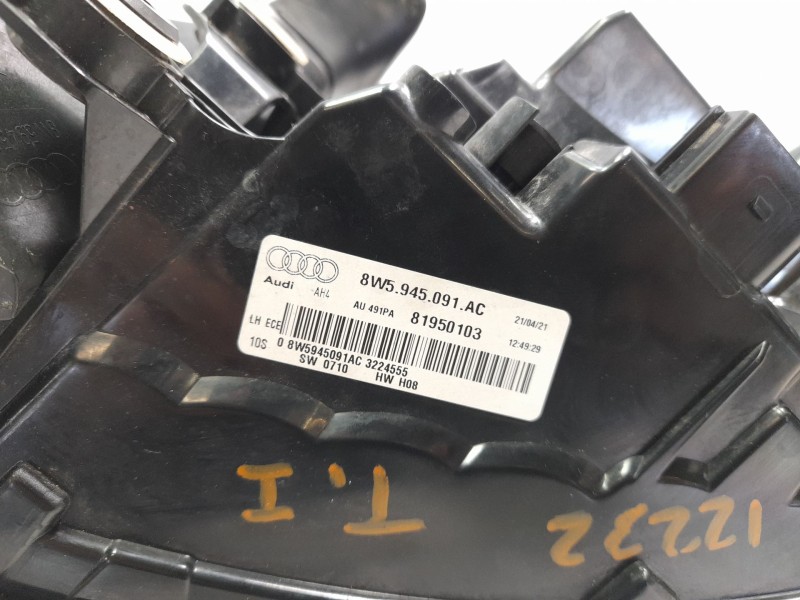 8W5.945.091.AC
Audi AH4
AU 491PA 81950103 21/04/21
12:49:29
LH ECE
10S 0 8W5945091AC 3224555
SW 0710 HW H08
T.I
12232